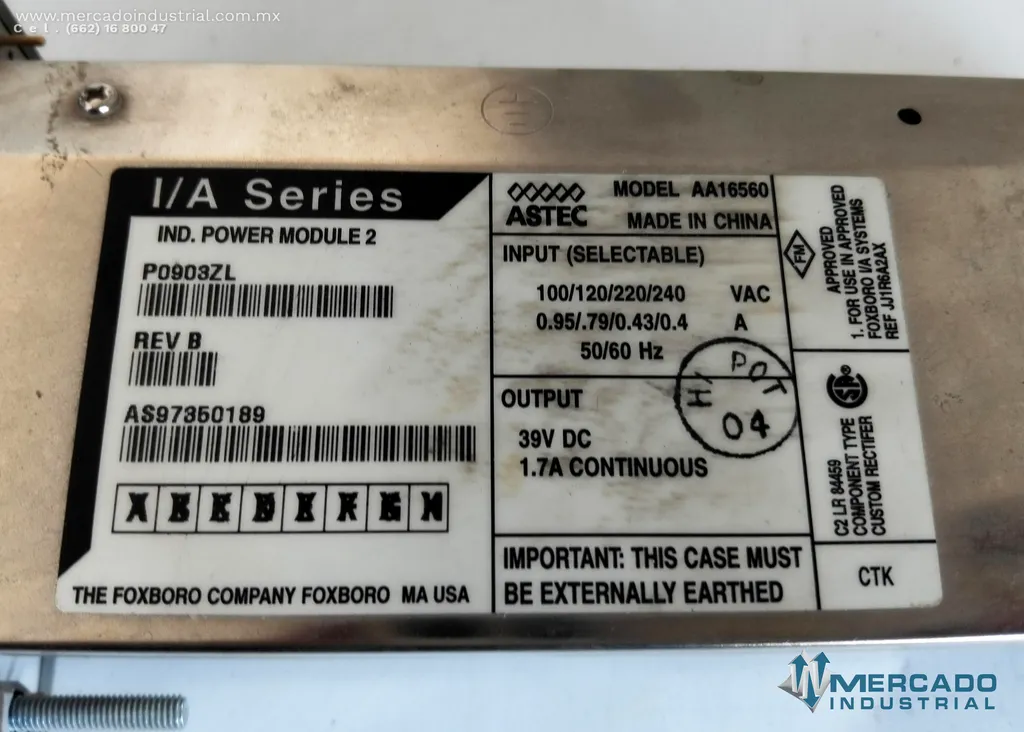 www.mercadoindustrial.com.mx
Cel. (662) 16 800 47
I/A Series
IND. POWER MODULE 2
P0903ZL
REV B
AS97350189
THE FOXBORO COMPANY FOXBORO MA USA
ASTEC
MODEL AA16560
MADE IN CHINA
INPUT (SELECTABLE)
100/120/220/240 VAC
0.95/.79/0.43/0.4 A
50/60 Hz
HI POT
04
OUTPUT
39V DC
1.7A CONTINUOUS
IMPORTANT: THIS CASE MUST
BE EXTERNALLY EARTHED
FM
APPROVED
1. FOR USE IN APPROVED
FOXBORO I/A SYSTEMS
REF JJ1R6A2AX
C2 LR 84459
COMPONENT TYPE
CUSTOM RECTIFER
CTK
MERCADO
INDUSTRIAL